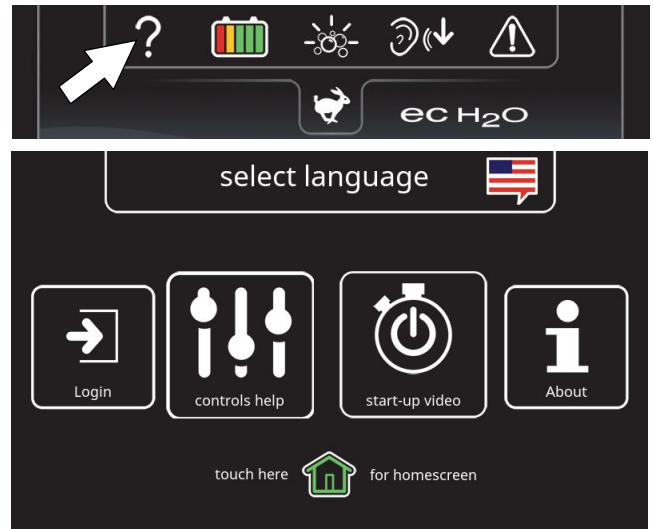 ?
ec H2O
select language
Login
controls help
start-up video
About
touch here
for homescreen